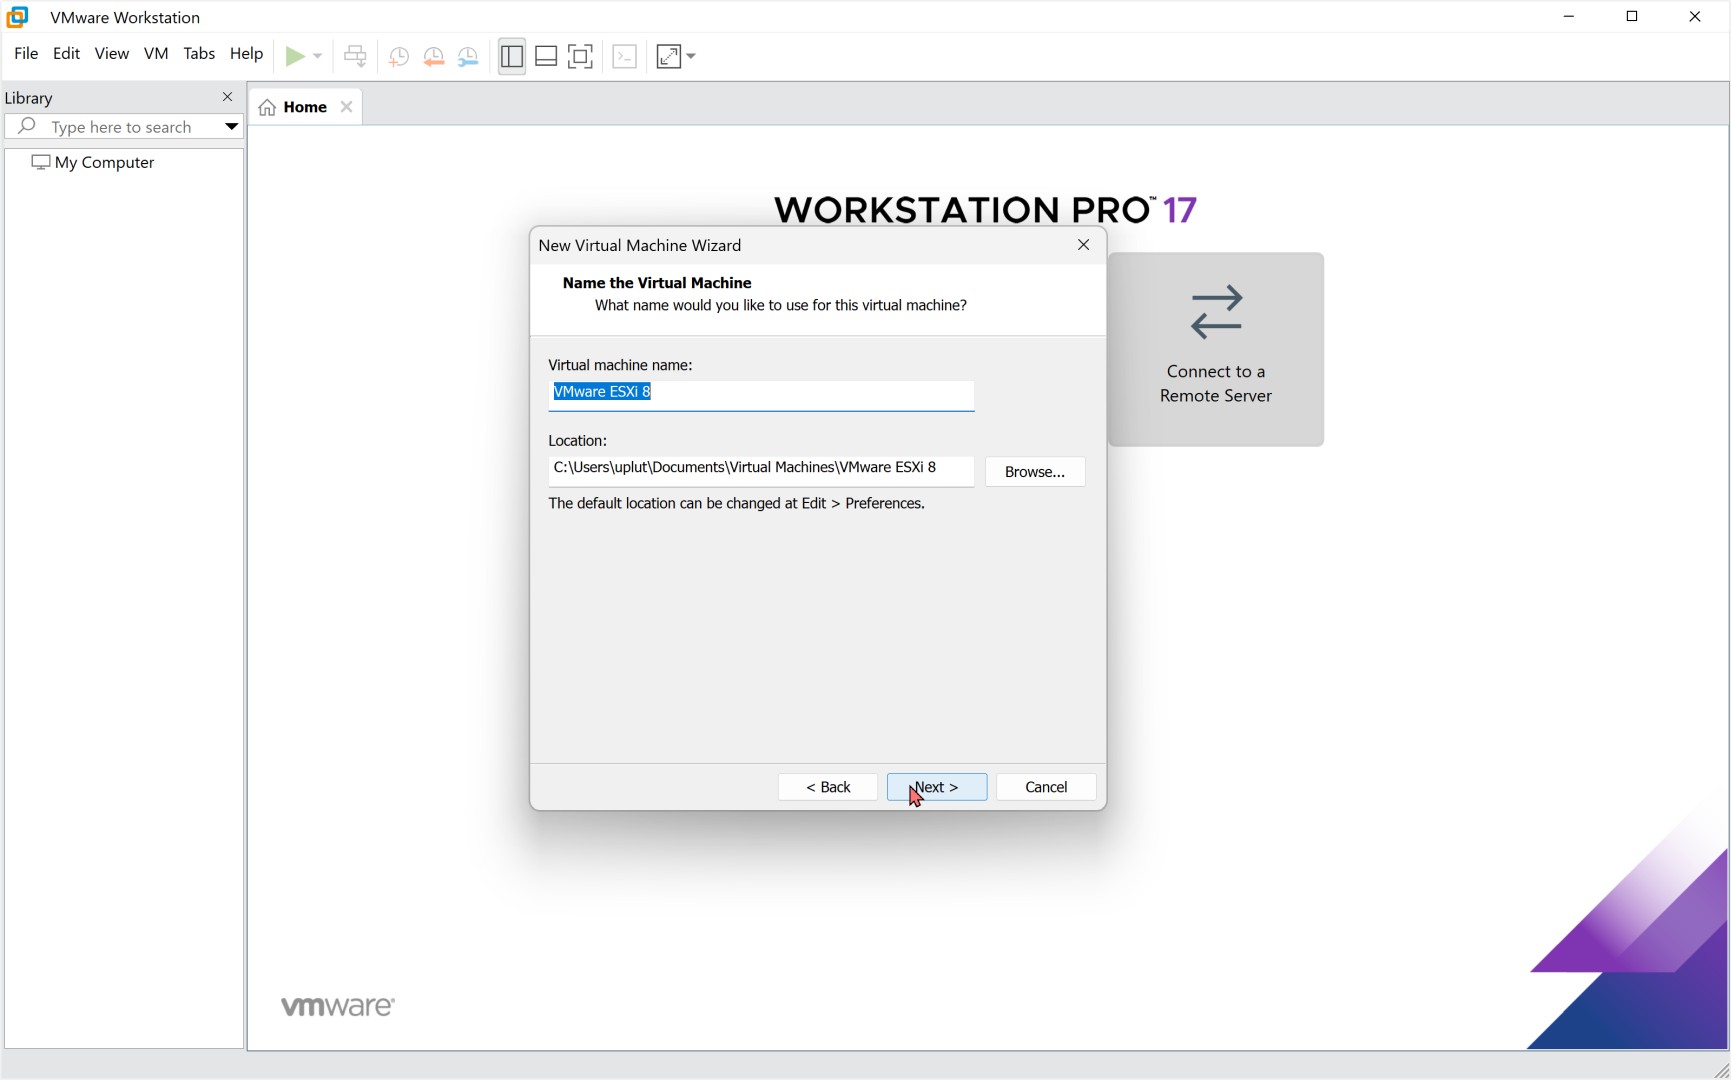 VMware Workstation
File Edit View VM Tabs Help
Library
Home
Type here to search
My Computer
WORKSTATION PRO™ 17
New Virtual Machine Wizard
Name the Virtual Machine
What name would you like to use for this virtual machine?
Virtual machine name:
VMware ESXi 8
Location:
C:\Users\uplut\Documents\Virtual Machines\VMware ESXi 8
Browse...
The default location can be changed at Edit > Preferences.
< Back
Next >
Cancel
Connect to a
Remote Server
vmware®